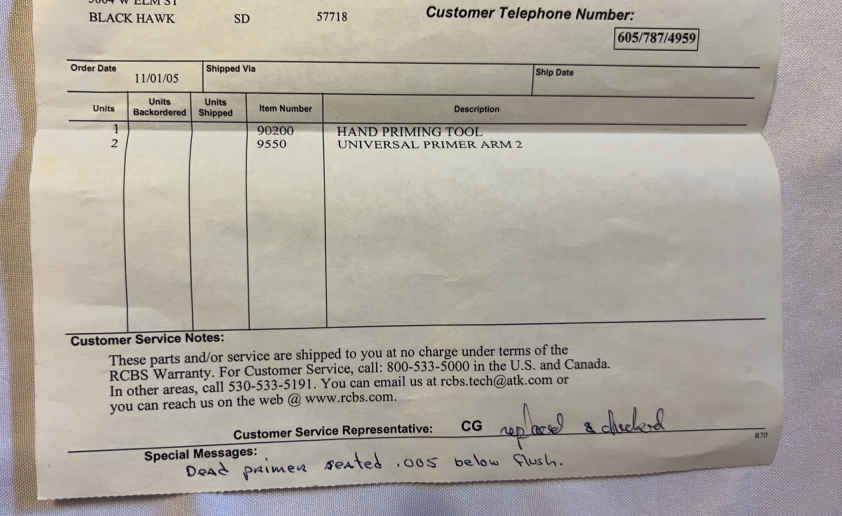 W ELM ST
BLACK HAWK SD 57718
Customer Telephone Number:
605/787/4959
Order Date 11/01/05 Shipped Via Ship Date
Units Units Backordered Units Shipped Item Number Description
1 90200 HAND PRIMING TOOL
2 9550 UNIVERSAL PRIMER ARM 2
Customer Service Notes:
These parts and/or service are shipped to you at no charge under terms of the
RCBS Warranty. For Customer Service, call: 800-533-5000 in the U.S. and Canada.
In other areas, call 530-533-5191. You can email us at rcbs.tech@atk.com or
you can reach us on the web @ www.rcbs.com.
Customer Service Representative: CG replaced & checked
Special Messages:
Dead primer seated .005 below flush.